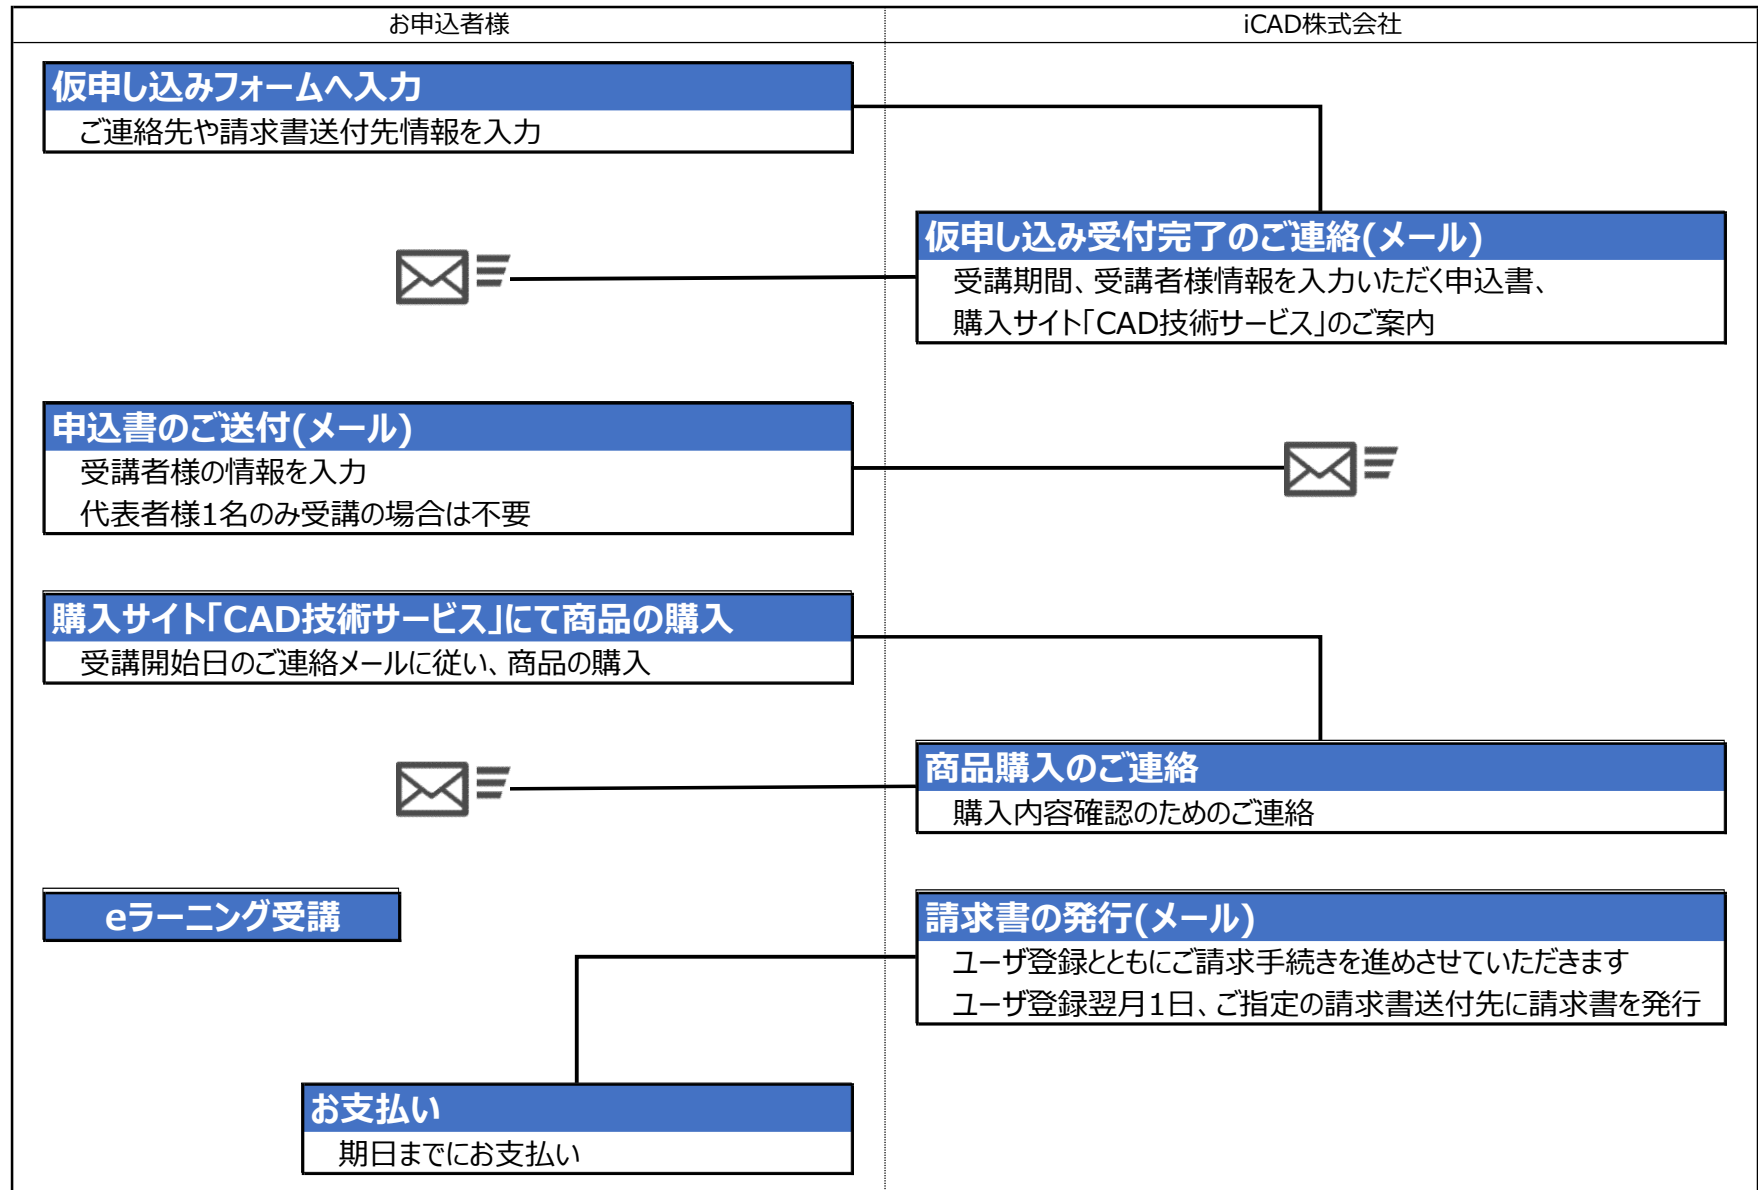 お申込者様
iCAD株式会社
仮申し込みフォームへ入力
ご連絡先や請求書送付先情報を入力
仮申し込み受付完了のご連絡(メール)
受講期間、受講者様情報を入力いただく申込書、
購入サイト「CAD技術サービス」のご案内
申込書のご送付(メール)
受講者様の情報を入力
代表者様1名のみ受講の場合は不要
購入サイト「CAD技術サービス」にて商品の購入
受講開始日のご連絡メールに従い、商品の購入
商品購入のご連絡
購入内容確認のためのご連絡
eラーニング受講
請求書の発行(メール)
ユーザ登録とともにご請求手続きを進めさせていただきます
ユーザ登録翌月1日、ご指定の請求書送付先に請求書を発行
お支払い
期日までにお支払い